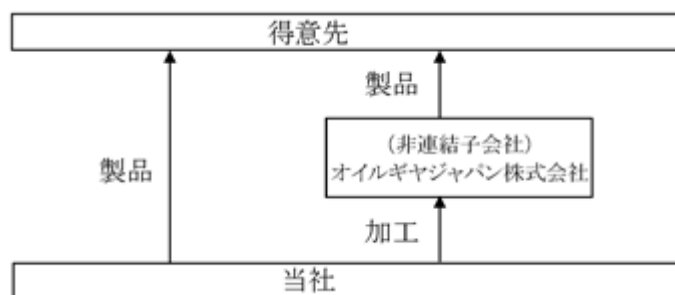 得意先
製品
(非連結子会社)
オイルギヤジャパン株式会社
製品
加工
当社